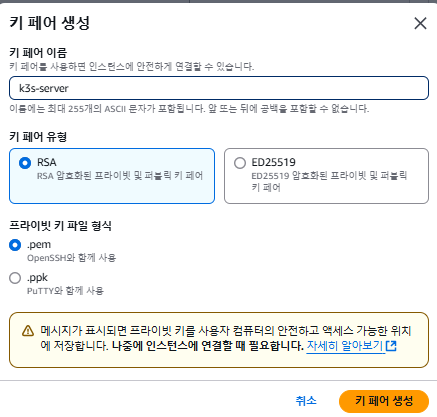 키 페어 생성
키 페어 이름
키 페어를 사용하면 인스턴스에 안전하게 연결할 수 있습니다.
k3s-server
이름에는 최대 255개의 ASCII 문자가 포함됩니다. 앞 또는 뒤에 공백을 포함할 수 없습니다.
키 페어 유형
RSA
RSA 암호화된 프라이빗 및 퍼블릭 키 페어
ED25519
ED25519 암호화된 프라이빗 및 퍼블릭
키 페어
프라이빗 키 파일 형식
.pem
OpenSSH와 함께 사용
.ppk
PuTTY와 함께 사용
메시지가 표시되면 프라이빗 키를 사용자 컴퓨터의 안전하고 액세스 가능한 위치
에 저장합니다. 나중에 인스턴스에 연결할 때 필요합니다. 자세히 알아보기
취소
키 페어 생성